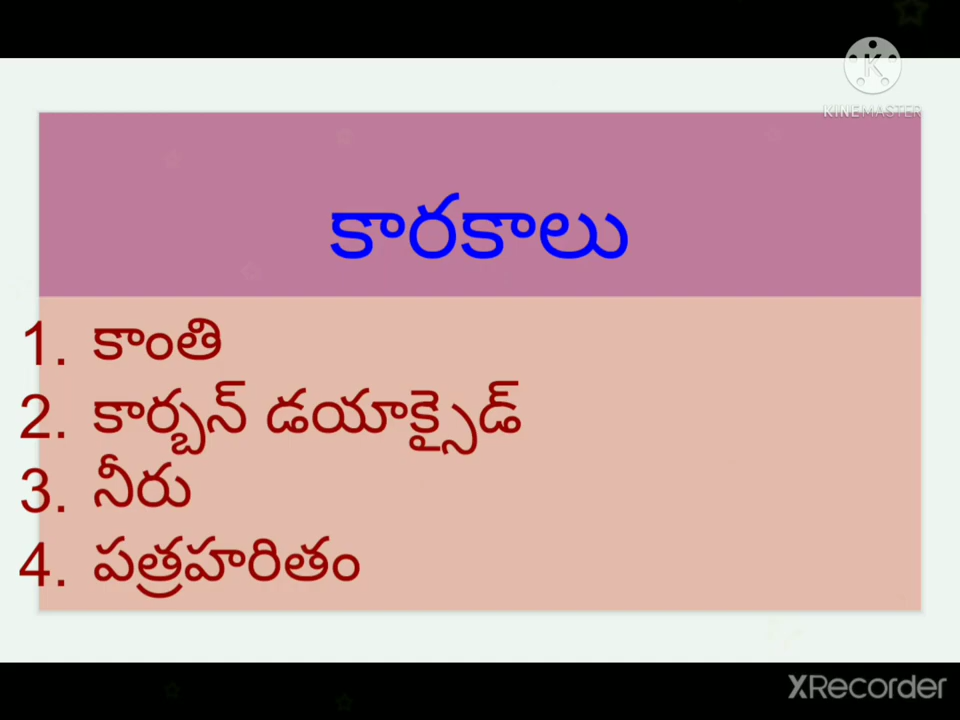 KINEMASTER
కారకాలు
1. కాంతి
2. కార్బన్ డయాక్సైడ్
3. నీరు
4. పత్రహరితం
XRecorder